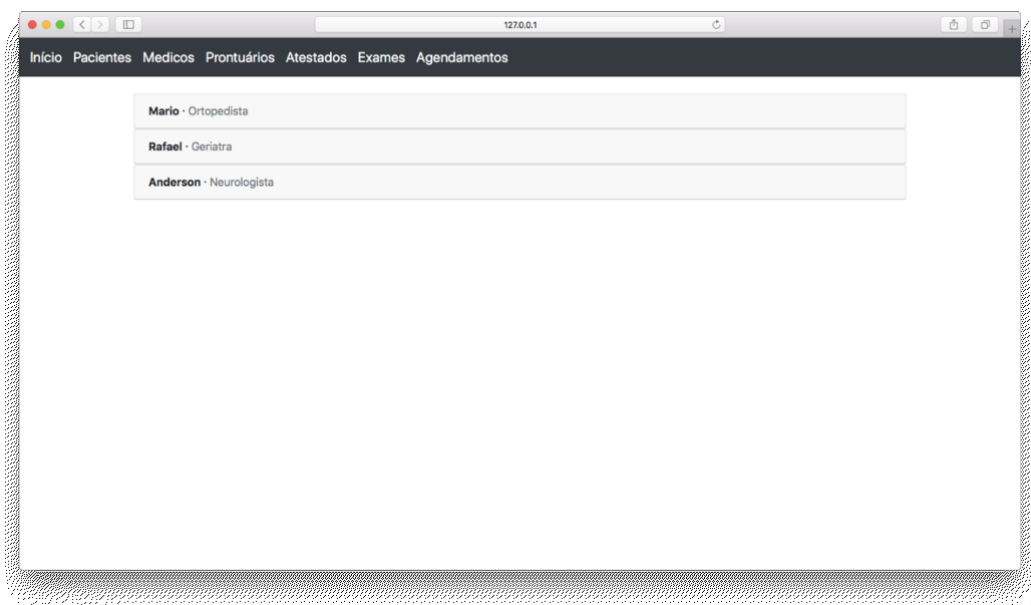 127.0.0.1
Início Pacientes Medicos Prontuários Atestados Exames Agendamentos
Mario · Ortopedista
Rafael · Geriatra
Anderson · Neurologista